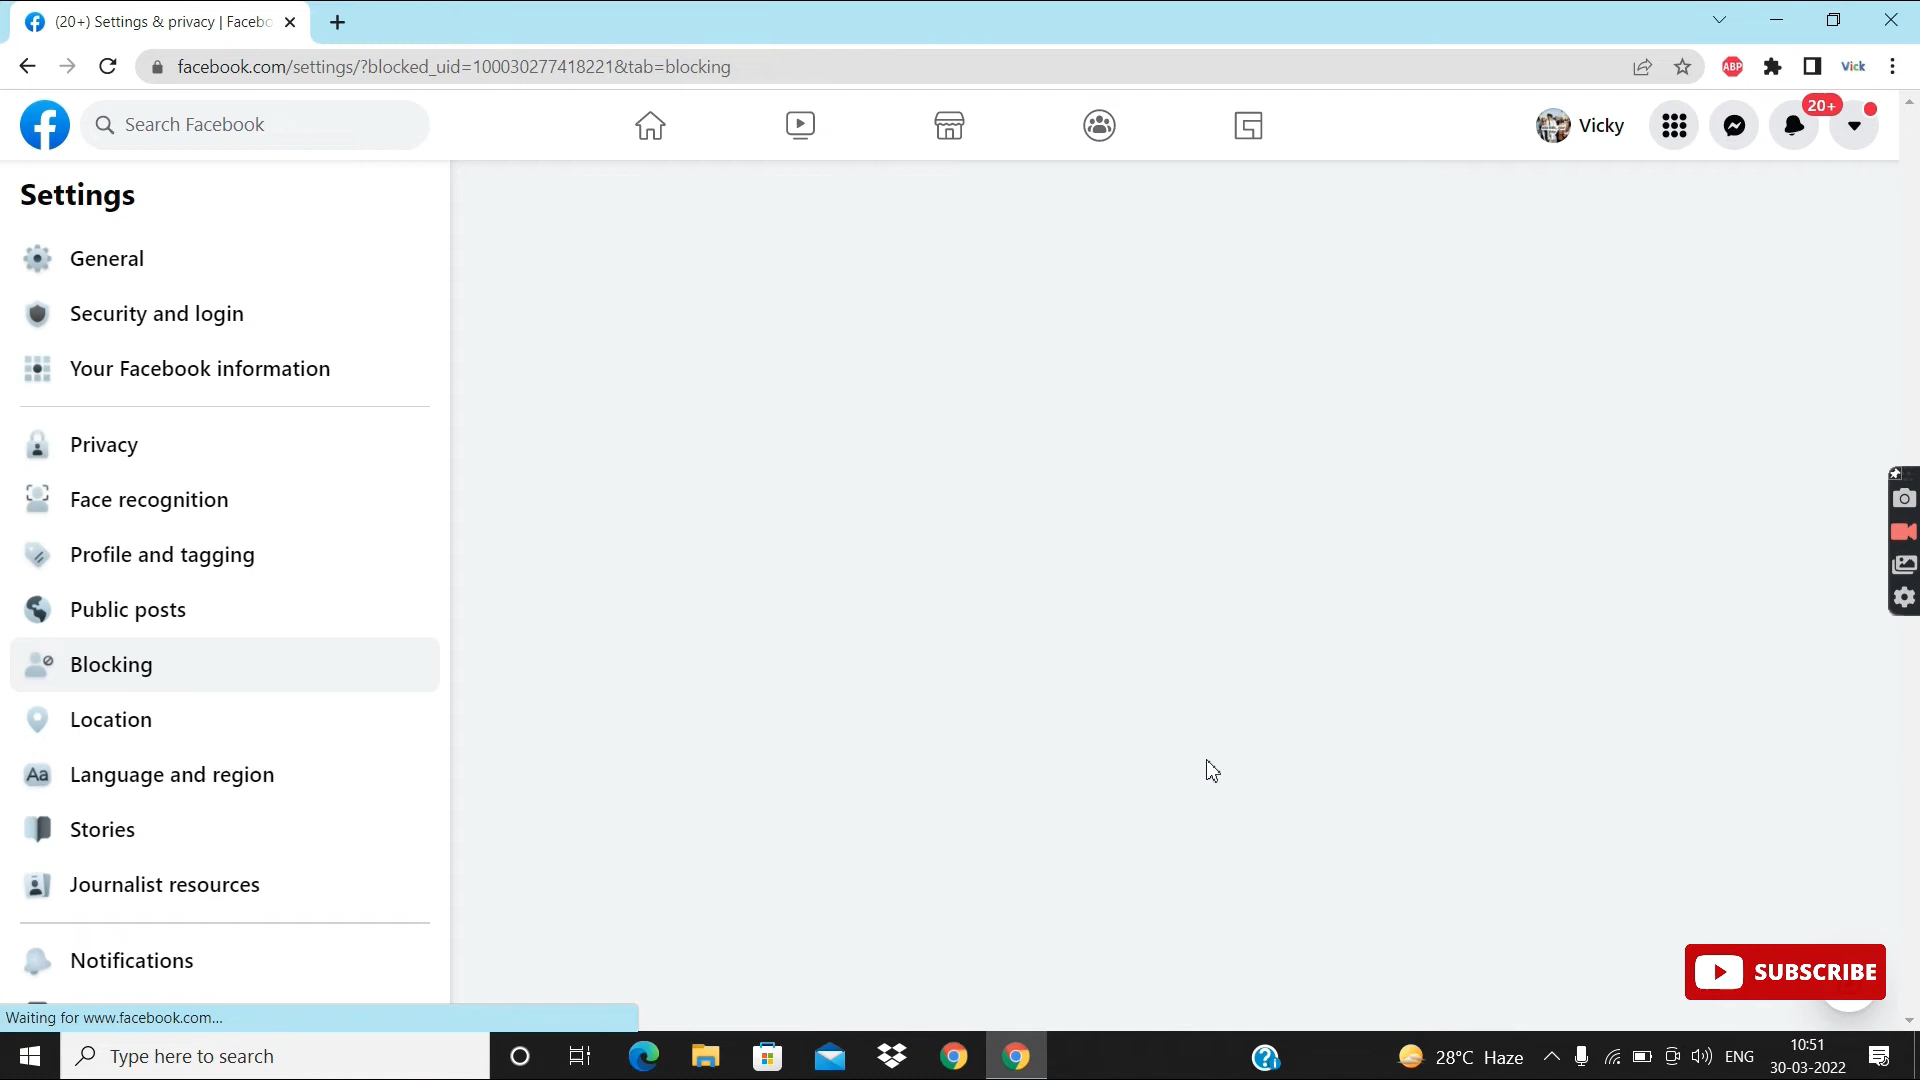 (20+) Settings & privacy | Facebo
facebook.com/settings/?blocked_uid=100030277418221&tab=blocking
ABP
Vick
Search Facebook
Vicky
20+
Settings
General
Security and login
Your Facebook information
Privacy
Face recognition
Profile and tagging
Public posts
Blocking
Location
Aa Language and region
Stories
Journalist resources
Notifications
SUBSCRIBE
Waiting for www.facebook.com...
Type here to search
28°C Haze
ENG
10:51
30-03-2022